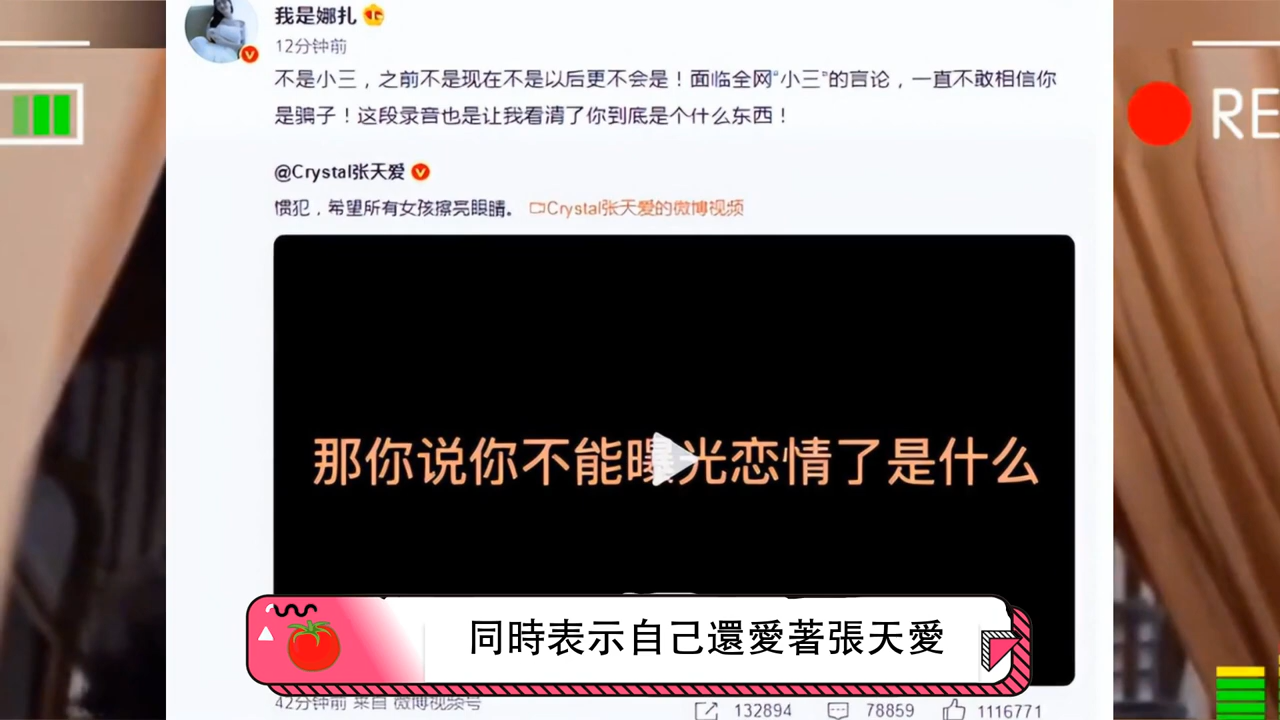 我是娜扎
12分钟前
不是小三，之前不是现在不是以后更不会是！面临全网“小三”的言论，一直不敢相信你
是骗子！这段录音也是让我看清了你到底是个什么东西！
@Crystal张天爱
惯犯，希望所有女孩擦亮眼睛。 Crystal张天爱的微博视频
那你说你不能曝光恋情了是什么
同時表示自己還愛著張天愛
42分钟前 来自 微博视频号
132894 78859 1116771
RE